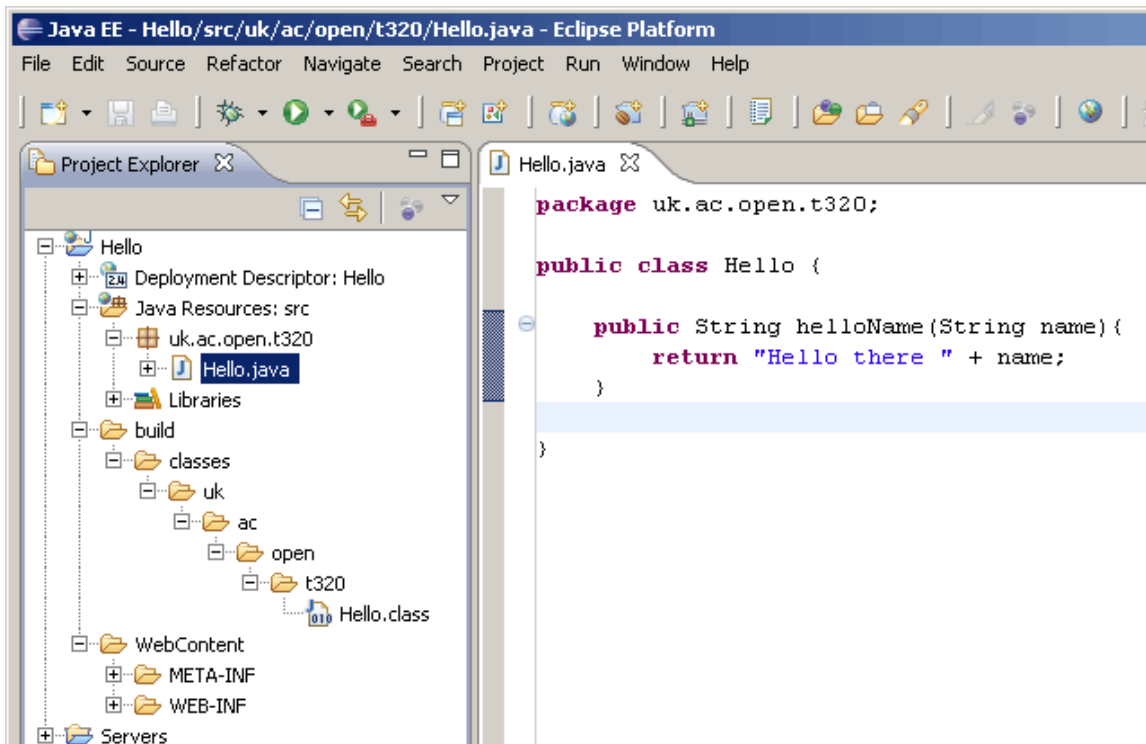 Java EE - Hello/src/uk/ac/open/t320/Hello.java - Eclipse Platform
File Edit Source Refactor Navigate Search Project Run Window Help
Project Explorer
Hello
2.4 Deployment Descriptor: Hello
Java Resources: src
uk.ac.open.t320
J Hello.java
Libraries
build
classes
uk
ac
open
t320
010 Hello.class
WebContent
META-INF
WEB-INF
Servers
J Hello.java
package uk.ac.open.t320;
public class Hello {
public String helloName(String name){
return "Hello there " + name;
}
}